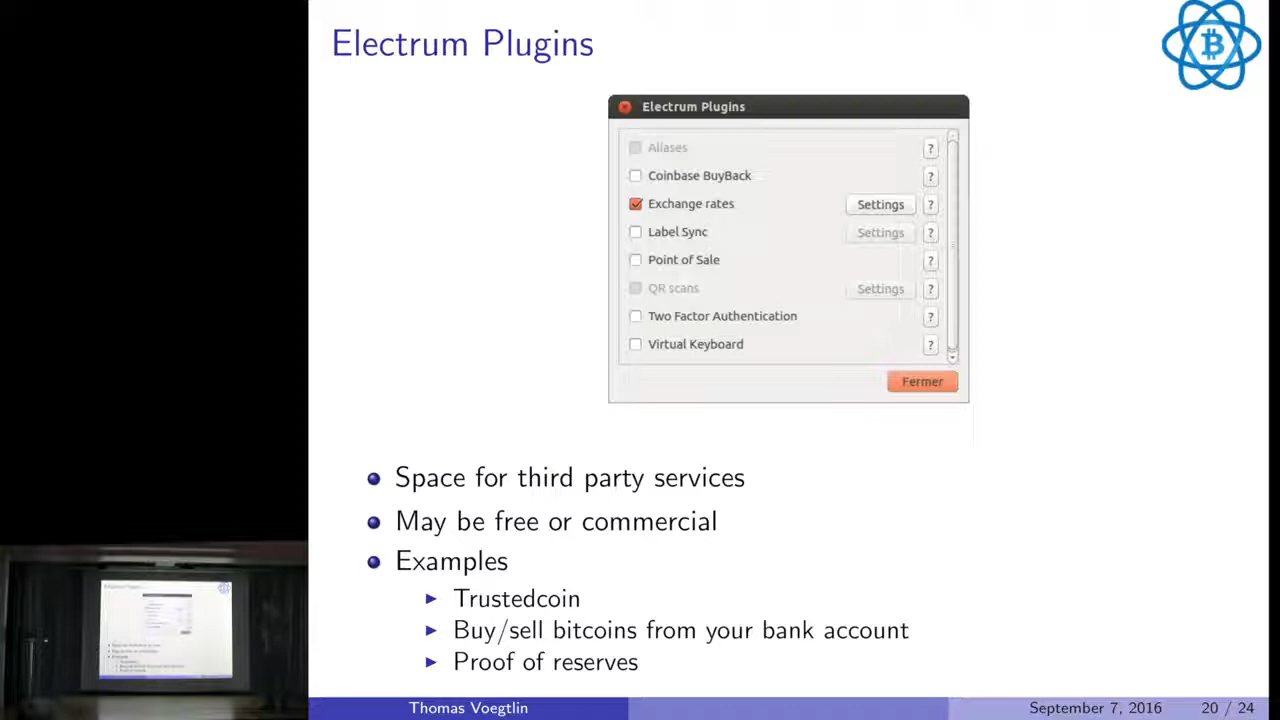 Electrum Plugins
Electrum Plugins
Aliases ?
Coinbase BuyBack ?
Exchange rates Settings ?
Label Sync Settings ?
Point of Sale ?
QR scans Settings ?
Two Factor Authentication ?
Virtual Keyboard ?
Fermer
Space for third party services
May be free or commercial
Examples
Trustedcoin
Buy/sell bitcoins from your bank account
Proof of reserves
Thomas Voegtlin September 7, 2016 20 / 24